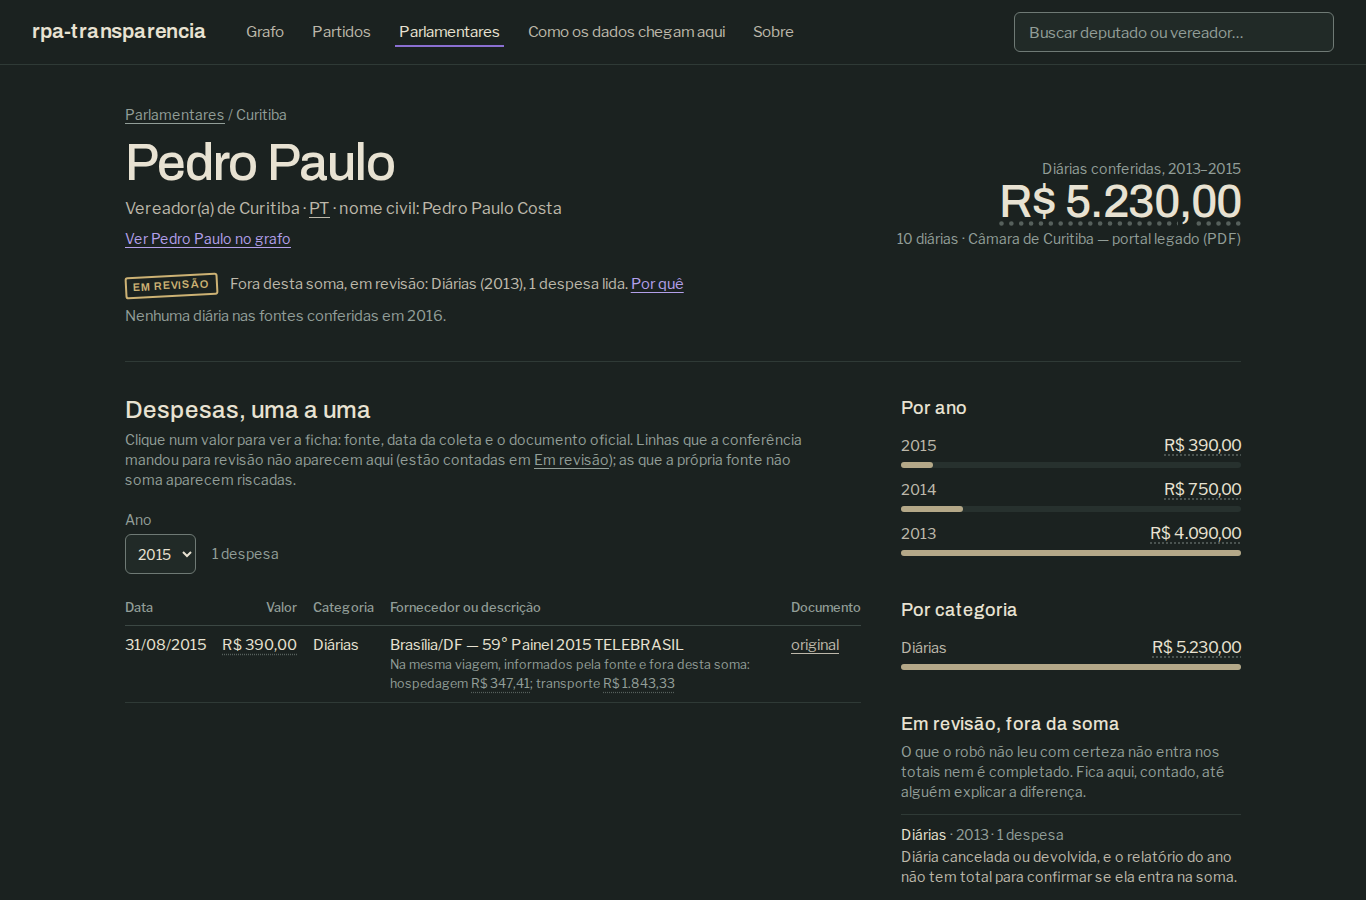 rpa-transparencia
Grafo
Partidos
Parlamentares
Como os dados chegam aqui
Sobre
Buscar deputado ou vereador...
Parlamentares / Curitiba
Pedro Paulo
Vereador(a) de Curitiba · PT · nome civil: Pedro Paulo Costa
Ver Pedro Paulo no grafo
Diárias conferidas, 2013–2015
R$ 5.230,00
10 diárias · Câmara de Curitiba — portal legado (PDF)
EM REVISÃO
Fora desta soma, em revisão: Diárias (2013), 1 despesa lida. Por quê
Nenhuma diária nas fontes conferidas em 2016.
Despesas, uma a uma
Clique num valor para ver a ficha: fonte, data da coleta e o documento oficial. Linhas que a conferência
mandou para revisão não aparecem aqui (estão contadas em Em revisão); as que a própria fonte não
soma aparecem riscadas.
Ano
2015
1 despesa
Data Valor Categoria Fornecedor ou descrição Documento
31/08/2015 R$ 390,00 Diárias Brasília/DF — 59° Painel 2015 TELEBRASIL original
Na mesma viagem, informados pela fonte e fora desta soma:
hospedagem R$ 347,41; transporte R$ 1.843,33
Por ano
2015 R$ 390,00
2014 R$ 750,00
2013 R$ 4.090,00
Por categoria
Diárias R$ 5.230,00
Em revisão, fora da soma
O que o robô não leu com certeza não entra nos
totais nem é completado. Fica aqui, contado, até
alguém explicar a diferença.
Diárias · 2013 · 1 despesa
Diária cancelada ou devolvida, e o relatório do ano
não tem total para confirmar se ela entra na soma.